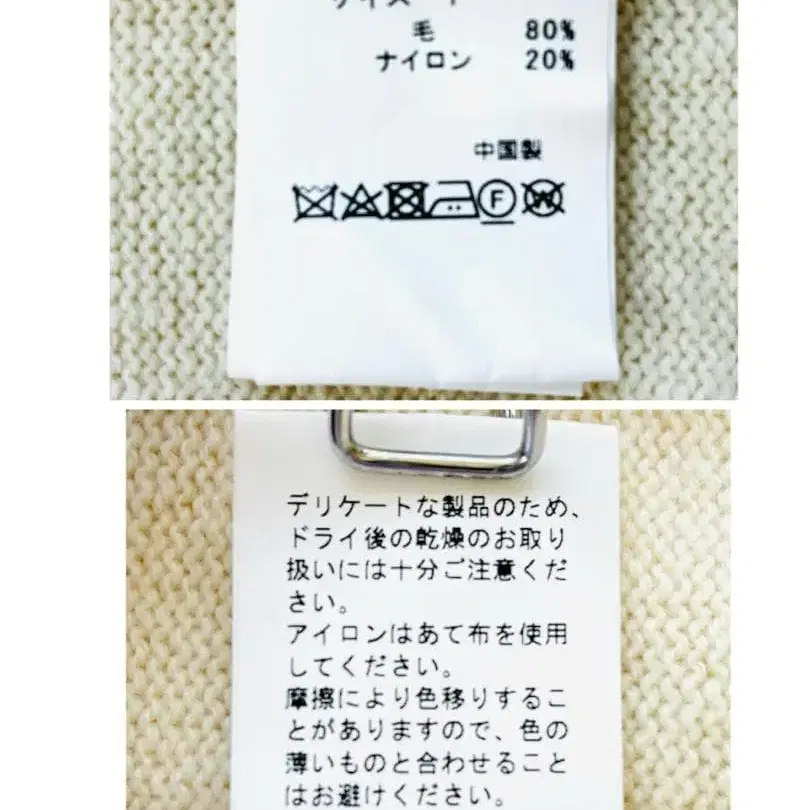 毛 80%
ナイロン 20%
中国製
F W
デリケートな製品のため、
ドライ後の乾燥のお取り
扱いには十分ご注意くだ
さい。
アイロンはあて布を使用
してください。
摩擦により色移りするこ
とがありますので、色の
薄いものと合わせること
はお避けください。